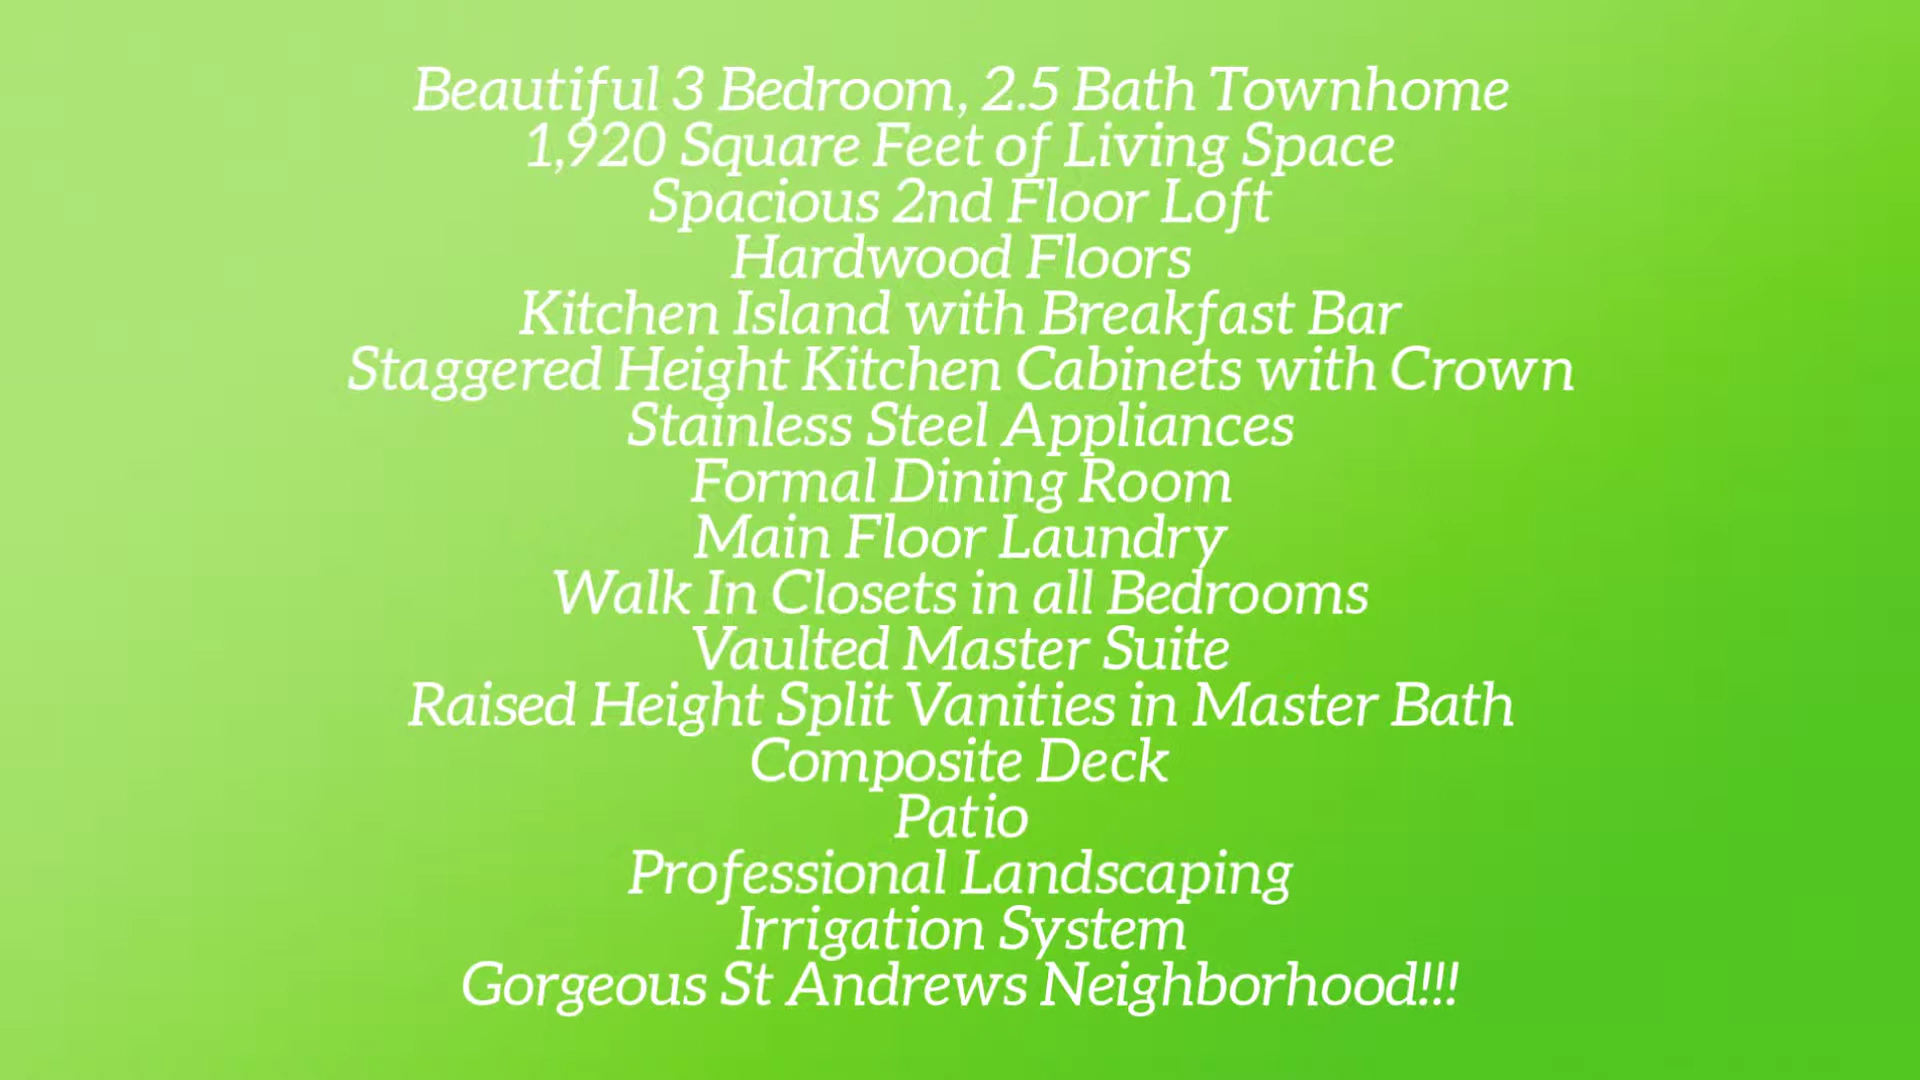 Beautiful 3 Bedroom, 2.5 Bath Townhome
1,920 Square Feet of Living Space
Spacious 2nd Floor Loft
Hardwood Floors
Kitchen Island with Breakfast Bar
Staggered Height Kitchen Cabinets with Crown
Stainless Steel Appliances
Formal Dining Room
Main Floor Laundry
Walk In Closets in all Bedrooms
Vaulted Master Suite
Raised Height Split Vanities in Master Bath
Composite Deck
Patio
Professional Landscaping
Irrigation System
Gorgeous St Andrews Neighborhood!!!